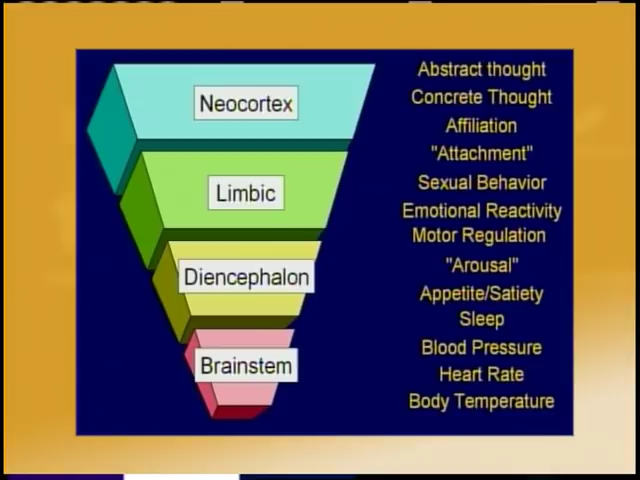 Neocortex
Limbic
Diencephalon
Brainstem
Abstract thought
Concrete Thought
Affiliation
"Attachment"
Sexual Behavior
Emotional Reactivity
Motor Regulation
"Arousal"
Appetite/Satiety
Sleep
Blood Pressure
Heart Rate
Body Temperature